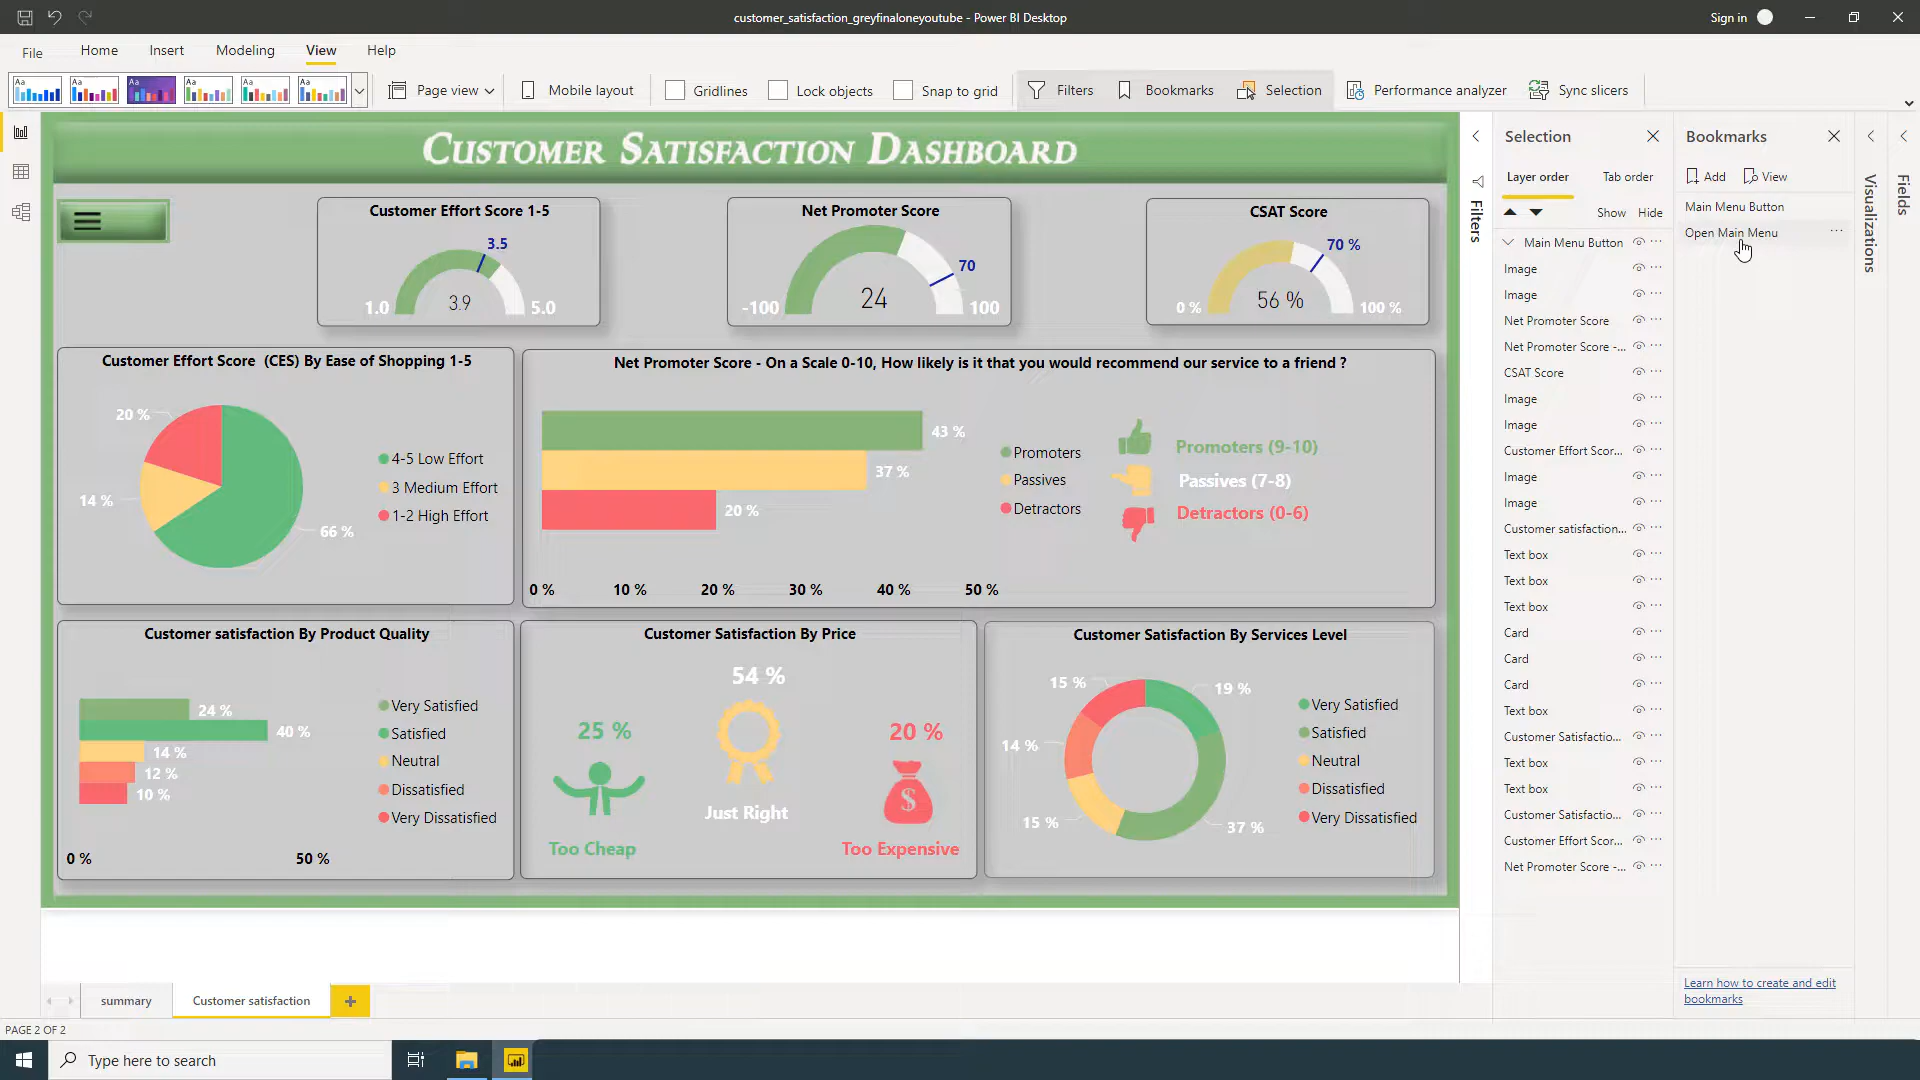 customer_satisfaction_greyfinaloneyoutube - Power BI Desktop
Sign in
File
Home
Insert
Modeling
View
Help
Aa
Aa
Aa
Aa
Aa
Aa
Page view
Mobile layout
Gridlines
Lock objects
Snap to grid
Filters
Bookmarks
Selection
Performance analyzer
Sync slicers
Customer Satisfaction Dashboard
Customer Effort Score 1-5
3.5
3.9
1.0
5.0
Net Promoter Score
70
24
-100
100
CSAT Score
70 %
56 %
0 %
100 %
Customer Effort Score  (CES) By Ease of Shopping 1-5
20 %
14 %
66 %
4-5 Low Effort
3 Medium Effort
1-2 High Effort
Net Promoter Score - On a Scale 0-10, How likely is it that you would recommend our service to a friend ?
43 %
37 %
20 %
0 %
10 %
20 %
30 %
40 %
50 %
Promoters
Passives
Detractors
Promoters (9-10)
Passives (7-8)
Detractors (0-6)
Customer satisfaction By Product Quality
24 %
40 %
14 %
12 %
10 %
0 %
50 %
Very Satisfied
Satisfied
Neutral
Dissatisfied
Very Dissatisfied
Customer Satisfaction By Price
54 %
25 %
20 %
$
Just Right
Too Cheap
Too Expensive
Customer Satisfaction By Services Level
15 %
19 %
14 %
15 %
37 %
Very Satisfied
Satisfied
Neutral
Dissatisfied
Very Dissatisfied
Filters
Selection
Layer order
Tab order
Show
Hide
Main Menu Button
Image
Image
Net Promoter Score
Net Promoter Score -...
CSAT Score
Image
Image
Customer Effort Scor...
Image
Image
Customer satisfaction...
Text box
Text box
Text box
Card
Card
Card
Text box
Customer Satisfactio...
Text box
Text box
Customer Satisfactio...
Customer Effort Scor...
Net Promoter Score -...
Bookmarks
Add
View
Main Menu Button
Open Main Menu
Learn how to create and edit
bookmarks
Visualizations
Fields
summary
Customer satisfaction
PAGE 2 OF 2
Type here to search